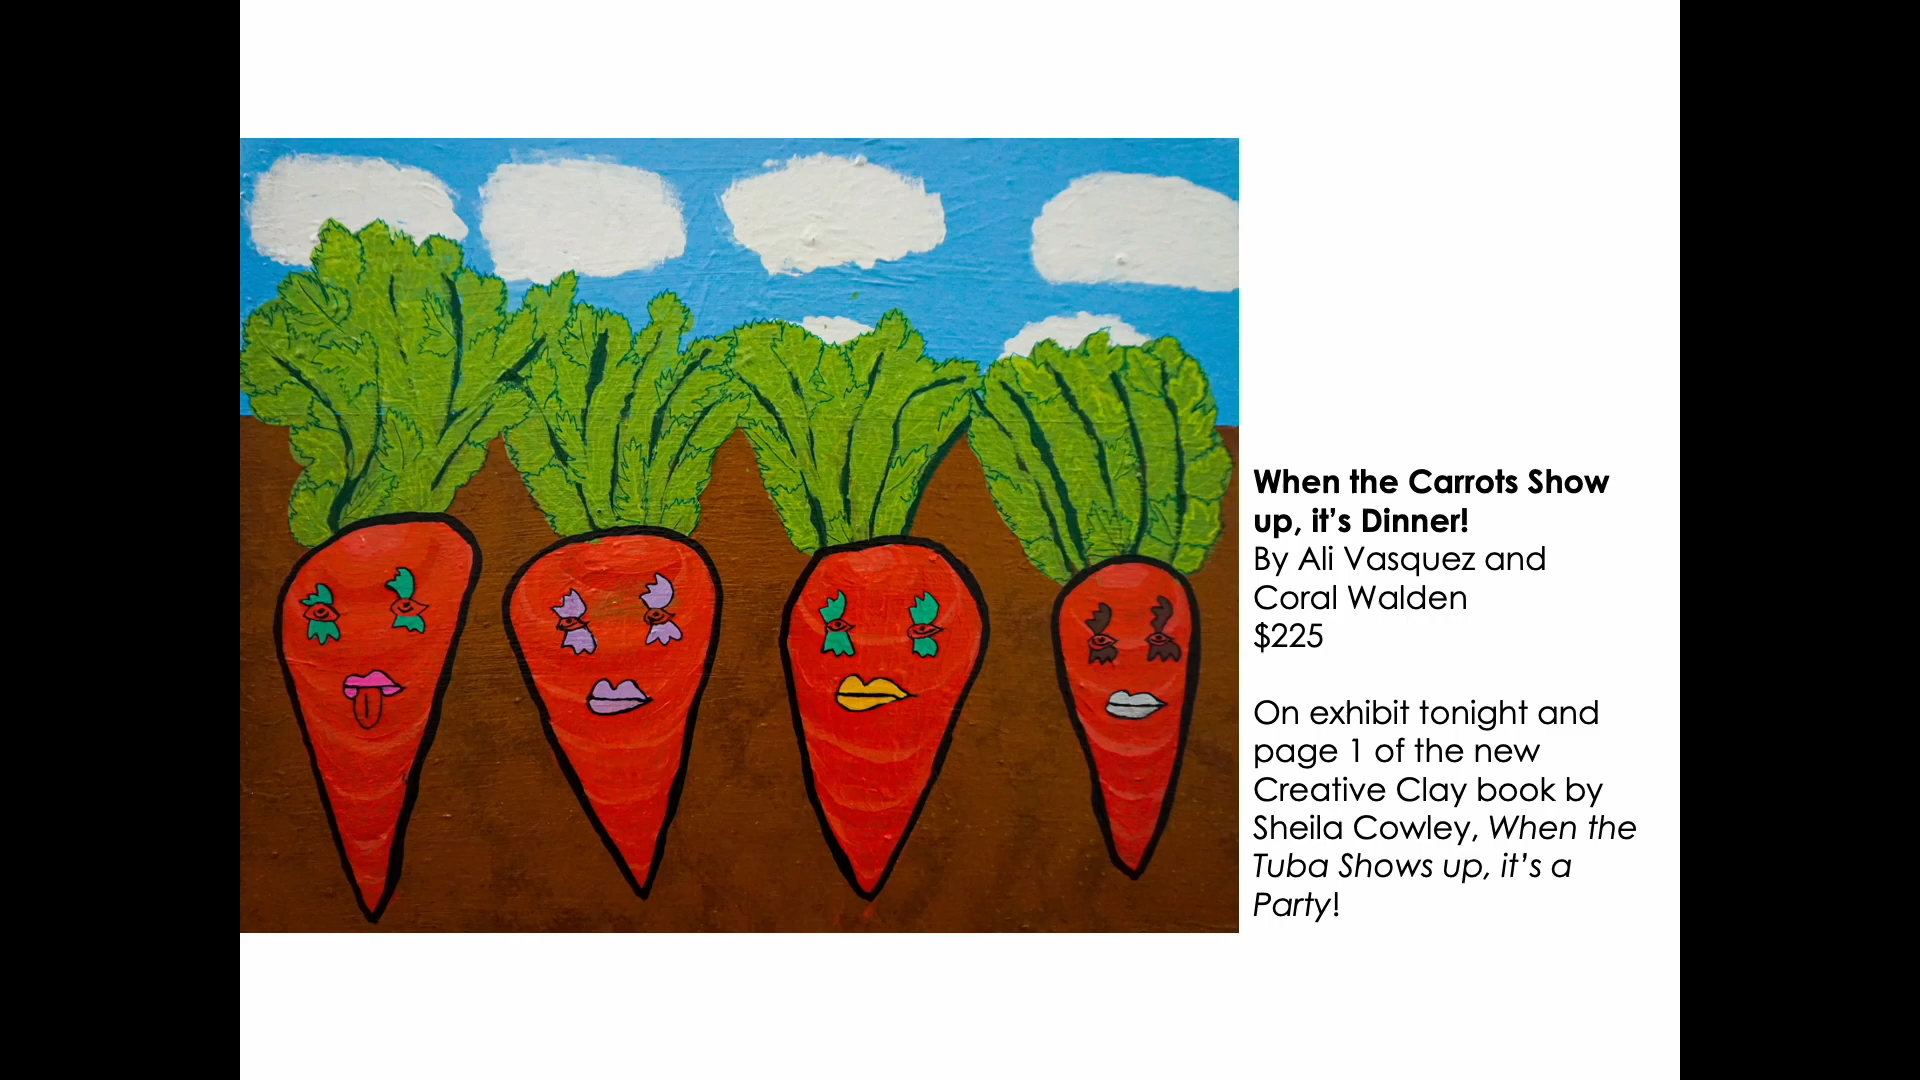 When the Carrots Show
up, it’s Dinner!
By Ali Vasquez and
Coral Walden
$225
On exhibit tonight and
page 1 of the new
Creative Clay book by
Sheila Cowley, When the
Tuba Shows up, it’s a
Party!